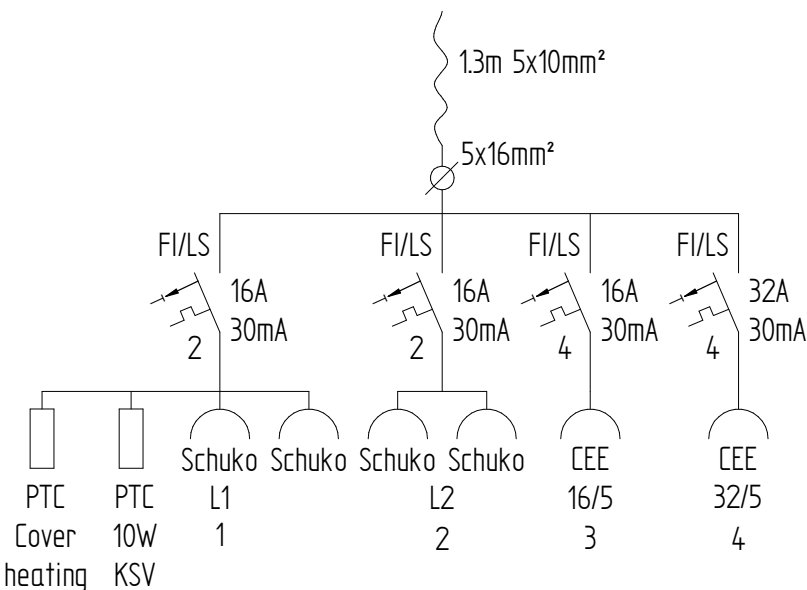 1.3m 5x10mm²
5x16mm²
FI/LS FI/LS FI/LS FI/LS
16A 16A 16A 32A
30mA 30mA 30mA 30mA
2 2 4 4
Schuko Schuko Schuko Schuko CEE CEE
PTC PTC L1 L2 16/5 32/5
Cover 10W 1 2 3 4
heating KSV